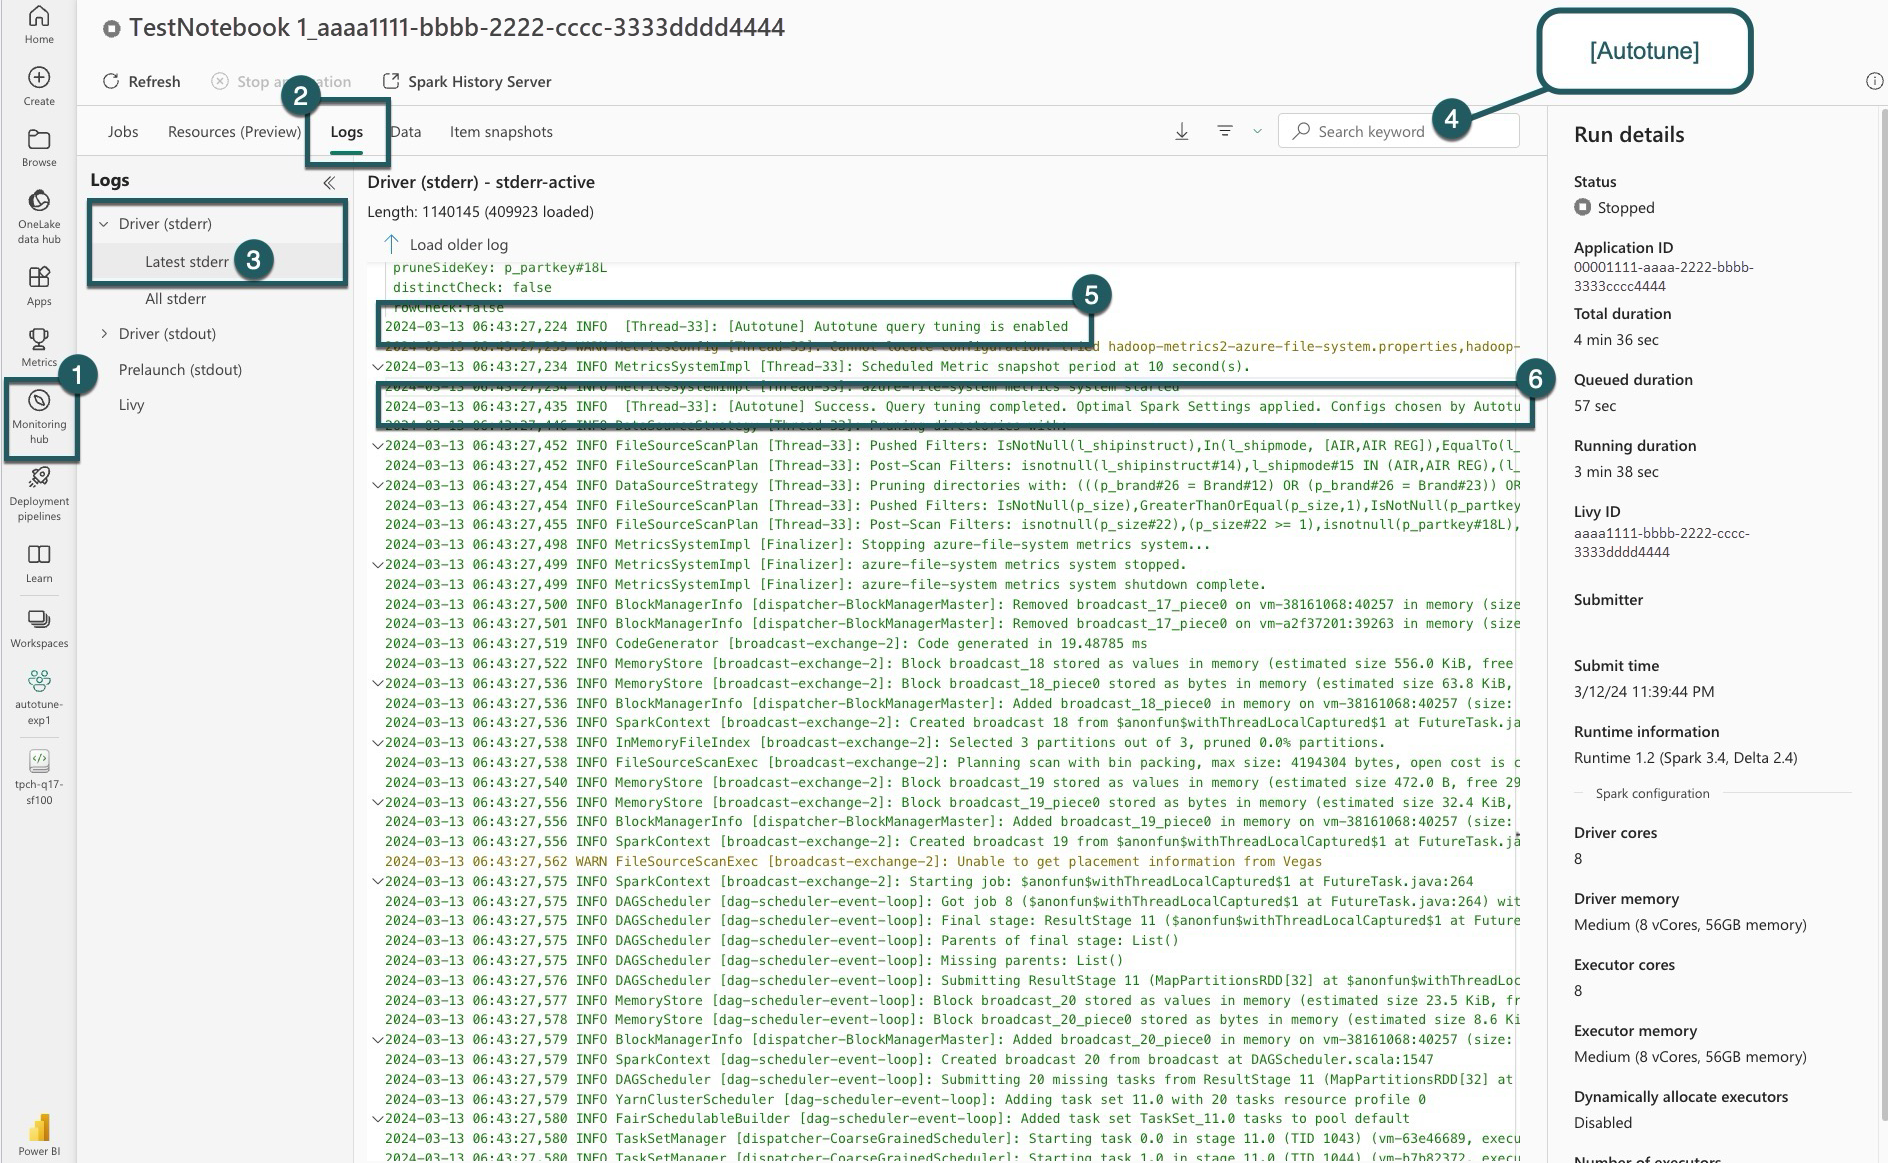 Home
Create
Browse
OneLake
data hub
Apps
Metrics
1
Monitoring
hub
Deployment
pipelines
Learn
Workspaces
autotune-
exp1
tpch-q17-
sf100
Power BI
TestNotebook 1_aaaa1111-bbbb-2222-cccc-3333dddd4444
Refresh
Stop
Spark History Server
2
Jobs
Resources (Preview)
Logs
Data
Item snapshots
Search keyword
4
[Autotune]
Logs
Driver (stderr)
Latest stderr
3
All stderr
Driver (stdout)
Prelaunch (stdout)
Livy
Driver (stderr) - stderr-active
Length: 1140145 (409923 loaded)
Load older log
pruneSideKey: p_partkey#18L
distinctCheck: false
rowCheck:false
5
2024-03-13 06:43:27,224 INFO  [Thread-33]: [Autotune] Autotune query tuning is enabled
WARN MetricsConfig [Thread-33]: Cannot locate configuration: tried hadoop-metrics2-azure-file-system.properties,hadoop-
2024-03-13 06:43:27,234 INFO MetricsSystemImpl [Thread-33]: Scheduled Metric snapshot period at 10 second(s).
2024-03-13 06:43:27,234 INFO MetricsSystemImpl [Thread-33]: azure-file-system metrics system started
6
2024-03-13 06:43:27,435 INFO  [Thread-33]: [Autotune] Success. Query tuning completed. Optimal Spark Settings applied. Configs chosen by Autotu
2024-03-13 06:43:27,446 INFO DataSourceStrategy [Thread-33]: Pruning directories with:
2024-03-13 06:43:27,452 INFO FileSourceScanPlan [Thread-33]: Pushed Filters: IsNotNull(l_shipinstruct),In(l_shipmode, [AIR,AIR REG]),EqualTo(l_
2024-03-13 06:43:27,452 INFO FileSourceScanPlan [Thread-33]: Post-Scan Filters: isnotnull(l_shipinstruct#14),l_shipmode#15 IN (AIR,AIR REG),(l_
2024-03-13 06:43:27,454 INFO DataSourceStrategy [Thread-33]: Pruning directories with: (((p_brand#26 = Brand#12) OR (p_brand#26 = Brand#23)) OR
2024-03-13 06:43:27,454 INFO FileSourceScanPlan [Thread-33]: Pushed Filters: IsNotNull(p_size),GreaterThanOrEqual(p_size,1),IsNotNull(p_partkey
2024-03-13 06:43:27,455 INFO FileSourceScanPlan [Thread-33]: Post-Scan Filters: isnotnull(p_size#22),(p_size#22 >= 1),isnotnull(p_partkey#18L),
2024-03-13 06:43:27,498 INFO MetricsSystemImpl [Finalizer]: Stopping azure-file-system metrics system...
2024-03-13 06:43:27,499 INFO MetricsSystemImpl [Finalizer]: azure-file-system metrics system stopped.
2024-03-13 06:43:27,499 INFO MetricsSystemImpl [Finalizer]: azure-file-system metrics system shutdown complete.
2024-03-13 06:43:27,500 INFO BlockManagerInfo [dispatcher-BlockManagerMaster]: Removed broadcast_17_piece0 on vm-38161068:40257 in memory (size
2024-03-13 06:43:27,501 INFO BlockManagerInfo [dispatcher-BlockManagerMaster]: Removed broadcast_17_piece0 on vm-a2f37201:39263 in memory (size
2024-03-13 06:43:27,519 INFO CodeGenerator [broadcast-exchange-2]: Code generated in 19.48785 ms
2024-03-13 06:43:27,522 INFO MemoryStore [broadcast-exchange-2]: Block broadcast_18 stored as values in memory (estimated size 556.0 KiB, free
2024-03-13 06:43:27,536 INFO MemoryStore [broadcast-exchange-2]: Block broadcast_18_piece0 stored as bytes in memory (estimated size 63.8 KiB,
2024-03-13 06:43:27,536 INFO BlockManagerInfo [dispatcher-BlockManagerMaster]: Added broadcast_18_piece0 in memory on vm-38161068:40257 (size:
2024-03-13 06:43:27,536 INFO SparkContext [broadcast-exchange-2]: Created broadcast 18 from $anonfun$withThreadLocalCaptured$1 at FutureTask.ja
2024-03-13 06:43:27,538 INFO InMemoryFileIndex [broadcast-exchange-2]: Selected 3 partitions out of 3, pruned 0.0% partitions.
2024-03-13 06:43:27,538 INFO FileSourceScanExec [broadcast-exchange-2]: Planning scan with bin packing, max size: 4194304 bytes, open cost is c
2024-03-13 06:43:27,540 INFO MemoryStore [broadcast-exchange-2]: Block broadcast_19 stored as values in memory (estimated size 472.0 B, free 29
2024-03-13 06:43:27,556 INFO MemoryStore [broadcast-exchange-2]: Block broadcast_19_piece0 stored as bytes in memory (estimated size 32.4 KiB,
2024-03-13 06:43:27,556 INFO BlockManagerInfo [dispatcher-BlockManagerMaster]: Added broadcast_19_piece0 in memory on vm-38161068:40257 (size:
2024-03-13 06:43:27,556 INFO SparkContext [broadcast-exchange-2]: Created broadcast 19 from $anonfun$withThreadLocalCaptured$1 at FutureTask.ja
2024-03-13 06:43:27,562 WARN FileSourceScanExec [broadcast-exchange-2]: Unable to get placement information from Vegas
2024-03-13 06:43:27,575 INFO SparkContext [broadcast-exchange-2]: Starting job: $anonfun$withThreadLocalCaptured$1 at FutureTask.java:264
2024-03-13 06:43:27,575 INFO DAGScheduler [dag-scheduler-event-loop]: Got job 8 ($anonfun$withThreadLocalCaptured$1 at FutureTask.java:264) wit
2024-03-13 06:43:27,575 INFO DAGScheduler [dag-scheduler-event-loop]: Final stage: ResultStage 11 ($anonfun$withThreadLocalCaptured$1 at Future
2024-03-13 06:43:27,575 INFO DAGScheduler [dag-scheduler-event-loop]: Parents of final stage: List()
2024-03-13 06:43:27,575 INFO DAGScheduler [dag-scheduler-event-loop]: Missing parents: List()
2024-03-13 06:43:27,576 INFO DAGScheduler [dag-scheduler-event-loop]: Submitting ResultStage 11 (MapPartitionsRDD[32] at $anonfun$withThreadLoc
2024-03-13 06:43:27,577 INFO MemoryStore [dag-scheduler-event-loop]: Block broadcast_20 stored as values in memory (estimated size 23.5 KiB, fr
2024-03-13 06:43:27,578 INFO MemoryStore [dag-scheduler-event-loop]: Block broadcast_20_piece0 stored as bytes in memory (estimated size 8.6 Ki
2024-03-13 06:43:27,579 INFO BlockManagerInfo [dispatcher-BlockManagerMaster]: Added broadcast_20_piece0 in memory on vm-38161068:40257 (size:
2024-03-13 06:43:27,579 INFO SparkContext [dag-scheduler-event-loop]: Created broadcast 20 from broadcast at DAGScheduler.scala:1547
2024-03-13 06:43:27,579 INFO DAGScheduler [dag-scheduler-event-loop]: Submitting 20 missing tasks from ResultStage 11 (MapPartitionsRDD[32] at
2024-03-13 06:43:27,579 INFO YarnClusterScheduler [dag-scheduler-event-loop]: Adding task set 11.0 with 20 tasks resource profile 0
2024-03-13 06:43:27,580 INFO FairSchedulableBuilder [dag-scheduler-event-loop]: Added task set TaskSet_11.0 tasks to pool default
2024-03-13 06:43:27,580 INFO TaskSetManager [dispatcher-CoarseGrainedScheduler]: Starting task 0.0 in stage 11.0 (TID 1043) (vm-63e46689, execu
2024-03-13 06:43:27,580 INFO TaskSetManager [dispatcher-CoarseGrainedScheduler]: Starting task 1.0 in stage 11.0 (TID 1044) (vm-b7b82372, execu
Run details
Status
Stopped
Application ID
00001111-aaaa-2222-bbbb-
3333cccc4444
Total duration
4 min 36 sec
Queued duration
57 sec
Running duration
3 min 38 sec
Livy ID
aaaa1111-bbbb-2222-cccc-
3333dddd4444
Submitter
Submit time
3/12/24 11:39:44 PM
Runtime information
Runtime 1.2 (Spark 3.4, Delta 2.4)
Spark configuration
Driver cores
8
Driver memory
Medium (8 vCores, 56GB memory)
Executor cores
8
Executor memory
Medium (8 vCores, 56GB memory)
Dynamically allocate executors
Disabled
Number of executors